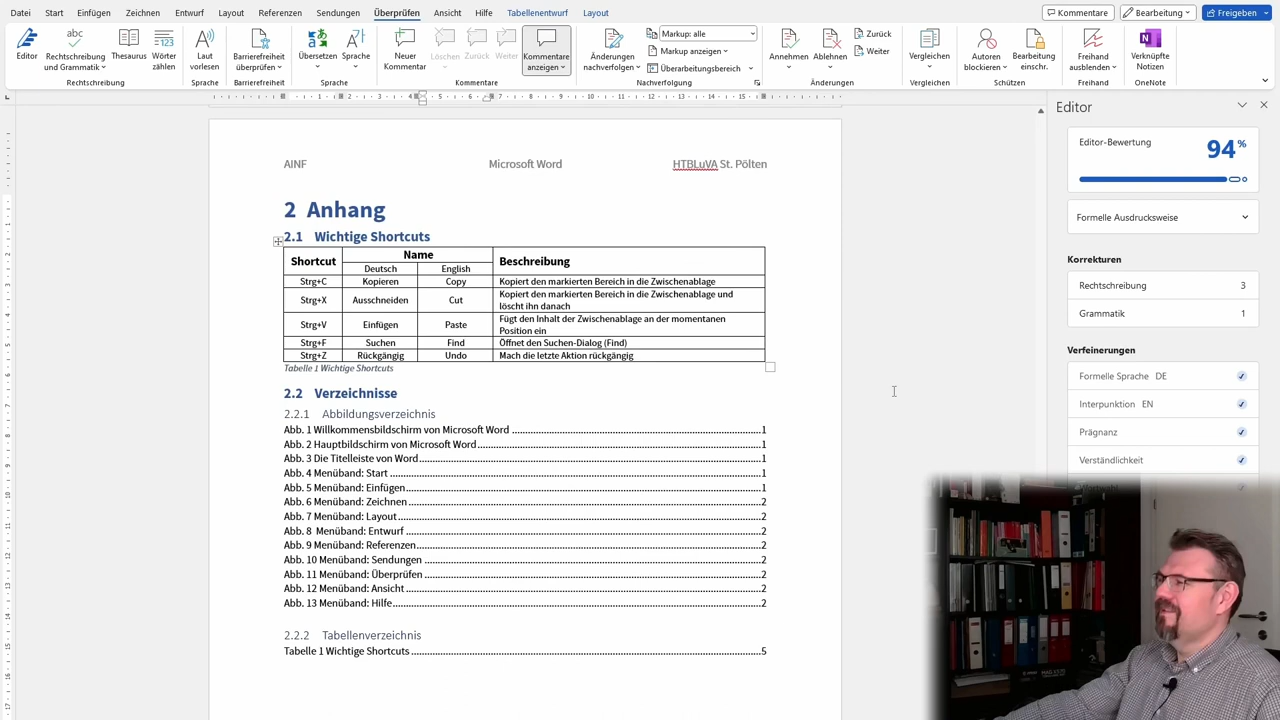 Datei Start Einfügen Zeichnen Entwurf Layout Referenzen Sendungen Überprüfen Ansicht Hilfe Tabellenentwurf Layout Kommentare Bearbeitung Freigeben
Editor
abc
Rechtschreibung und Grammatik
Thesaurus
123
Wörter zählen
Rechtschreibung
Laut vorlesen
Sprache
Barrierefreiheit überprüfen
Barrierefreiheit
Übersetzen
Sprache
Sprache
Neuer Kommentar
Löschen
Zurück
Weiter
Kommentare anzeigen
Kommentare
Änderungen nachverfolgen
Markup: alle
Markup anzeigen
Überarbeitungsbereich
Nachverfolgung
Annehmen
Ablehnen
Zurück
Weiter
Änderungen
Vergleichen
Vergleichen
Autoren blockieren
Bearbeitung einschr.
Schützen
Freihand ausblenden
Freihand
Verknüpfte Notizen
OneNote
AINF Microsoft Word HTBLuVA St. Pölten
2 Anhang
2.1 Wichtige Shortcuts
Shortcut Name Beschreibung
Deutsch English
Strg+C Kopieren Copy Kopiert den markierten Bereich in die Zwischenablage
Strg+X Ausschneiden Cut Kopiert den markierten Bereich in die Zwischenablage und
löscht ihn danach
Strg+V Einfügen Paste Fügt den Inhalt der Zwischenablage an der momentanen
Position ein
Strg+F Suchen Find Öffnet den Suchen-Dialog (Find)
Strg+Z Rückgängig Undo Mach die letzte Aktion rückgängig
Tabelle 1 Wichtige Shortcuts
2.2 Verzeichnisse
2.2.1 Abbildungsverzeichnis
Abb. 1 Willkommensbildschirm von Microsoft Word ... 1
Abb. 2 Hauptbildschirm von Microsoft Word ... 1
Abb. 3 Die Titelleiste von Word ... 1
Abb. 4 Menüband: Start ... 1
Abb. 5 Menüband: Einfügen ... 1
Abb. 6 Menüband: Zeichnen ... 2
Abb. 7 Menüband: Layout ... 2
Abb. 8 Menüband: Entwurf ... 2
Abb. 9 Menüband: Referenzen ... 2
Abb. 10 Menüband: Sendungen ... 2
Abb. 11 Menüband: Überprüfen ... 2
Abb. 12 Menüband: Ansicht ... 2
Abb. 13 Menüband: Hilfe ... 2
2.2.2 Tabellenverzeichnis
Tabelle 1 Wichtige Shortcuts ... 5
Editor
Editor-Bewertung 94 %
Formelle Ausdrucksweise
Korrekturen
Rechtschreibung 3
Grammatik 1
Verfeinerungen
Formelle Sprache DE
Interpunktion EN
Prägnanz
Verständlichkeit